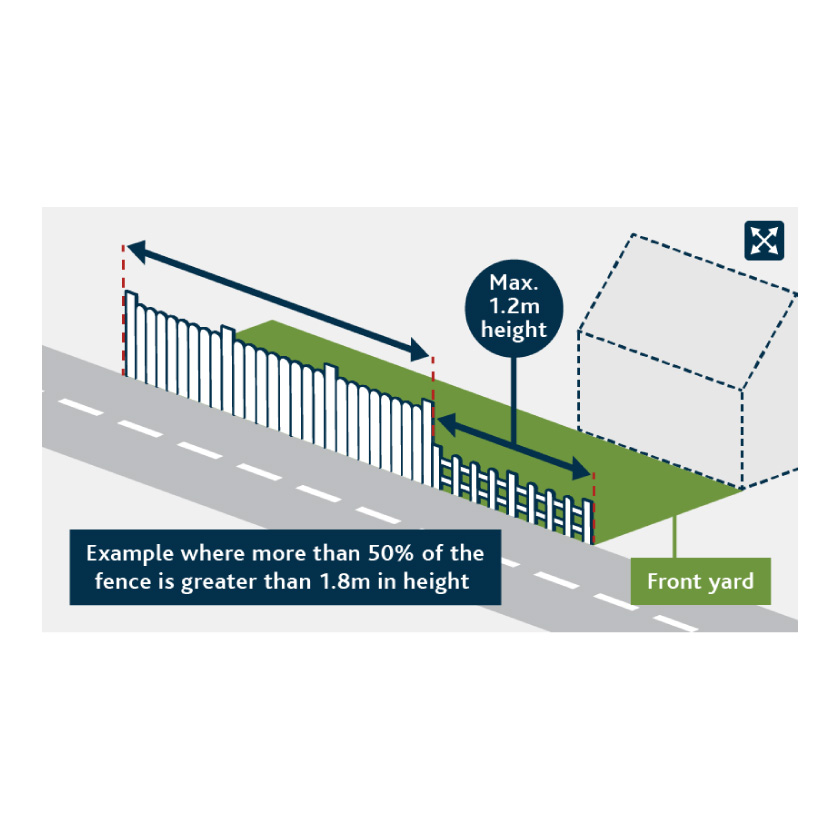 Max.
1.2m
height
Example where more than 50% of the
fence is greater than 1.8m in height
Front yard